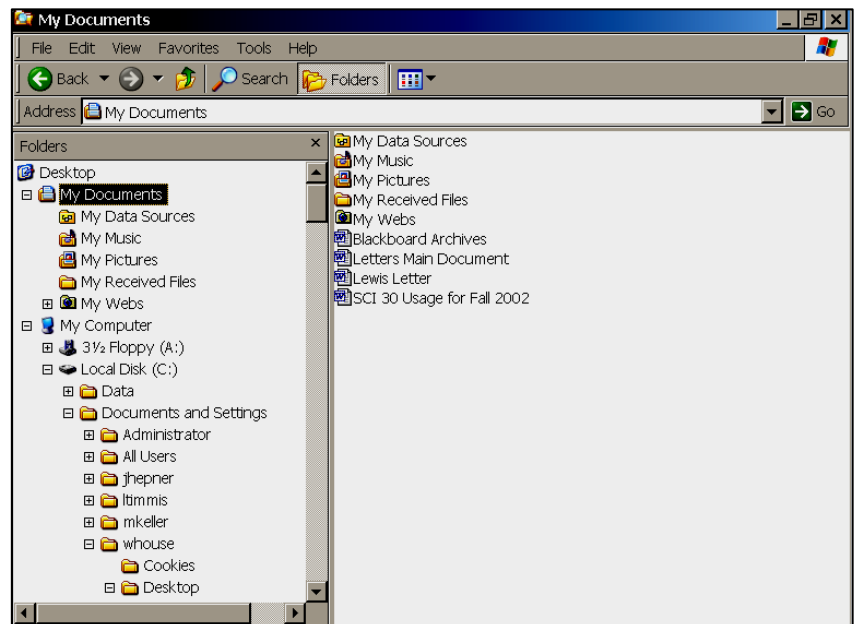 My Documents
File Edit View Favorites Tools Help
Back Search Folders
Address My Documents Go
Folders
Desktop
My Documents
My Data Sources
My Music
My Pictures
My Received Files
My Webs
My Computer
3½ Floppy (A:)
Local Disk (C:)
Data
Documents and Settings
Administrator
All Users
jhepner
ltimmis
mkeller
whouse
Cookies
Desktop
My Data Sources
My Music
My Pictures
My Received Files
My Webs
Blackboard Archives
Letters Main Document
Lewis Letter
SCI 30 Usage for Fall 2002